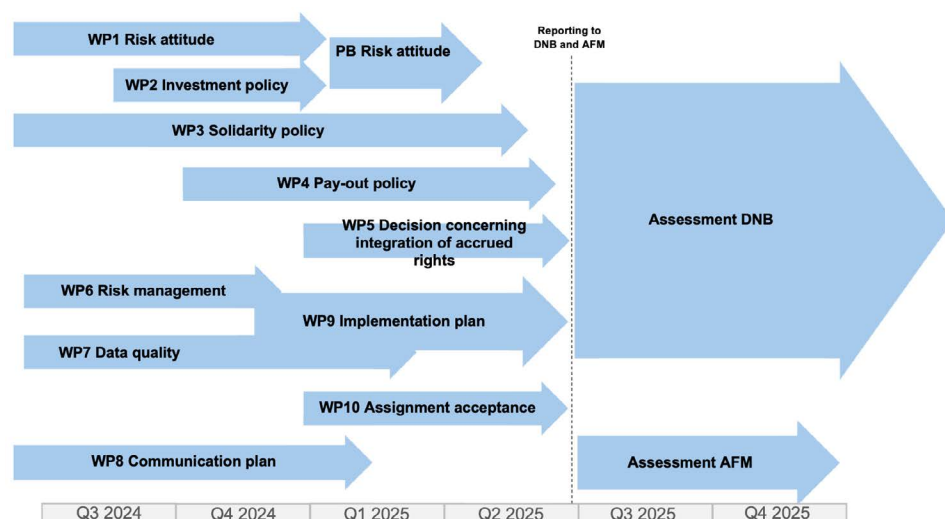 Reporting to
DNB and AFM
WP1 Risk attitude
PB Risk attitude
WP2 Investment policy
WP3 Solidarity policy
WP4 Pay-out policy
WP5 Decision concerning
integration of accrued
rights
Assessment DNB
WP6 Risk management
WP9 Implementation plan
WP7 Data quality
WP10 Assignment acceptance
WP8 Communication plan
Assessment AFM
Q3 2024
Q4 2024
Q1 2025
Q2 2025
Q3 2025
Q4 2025